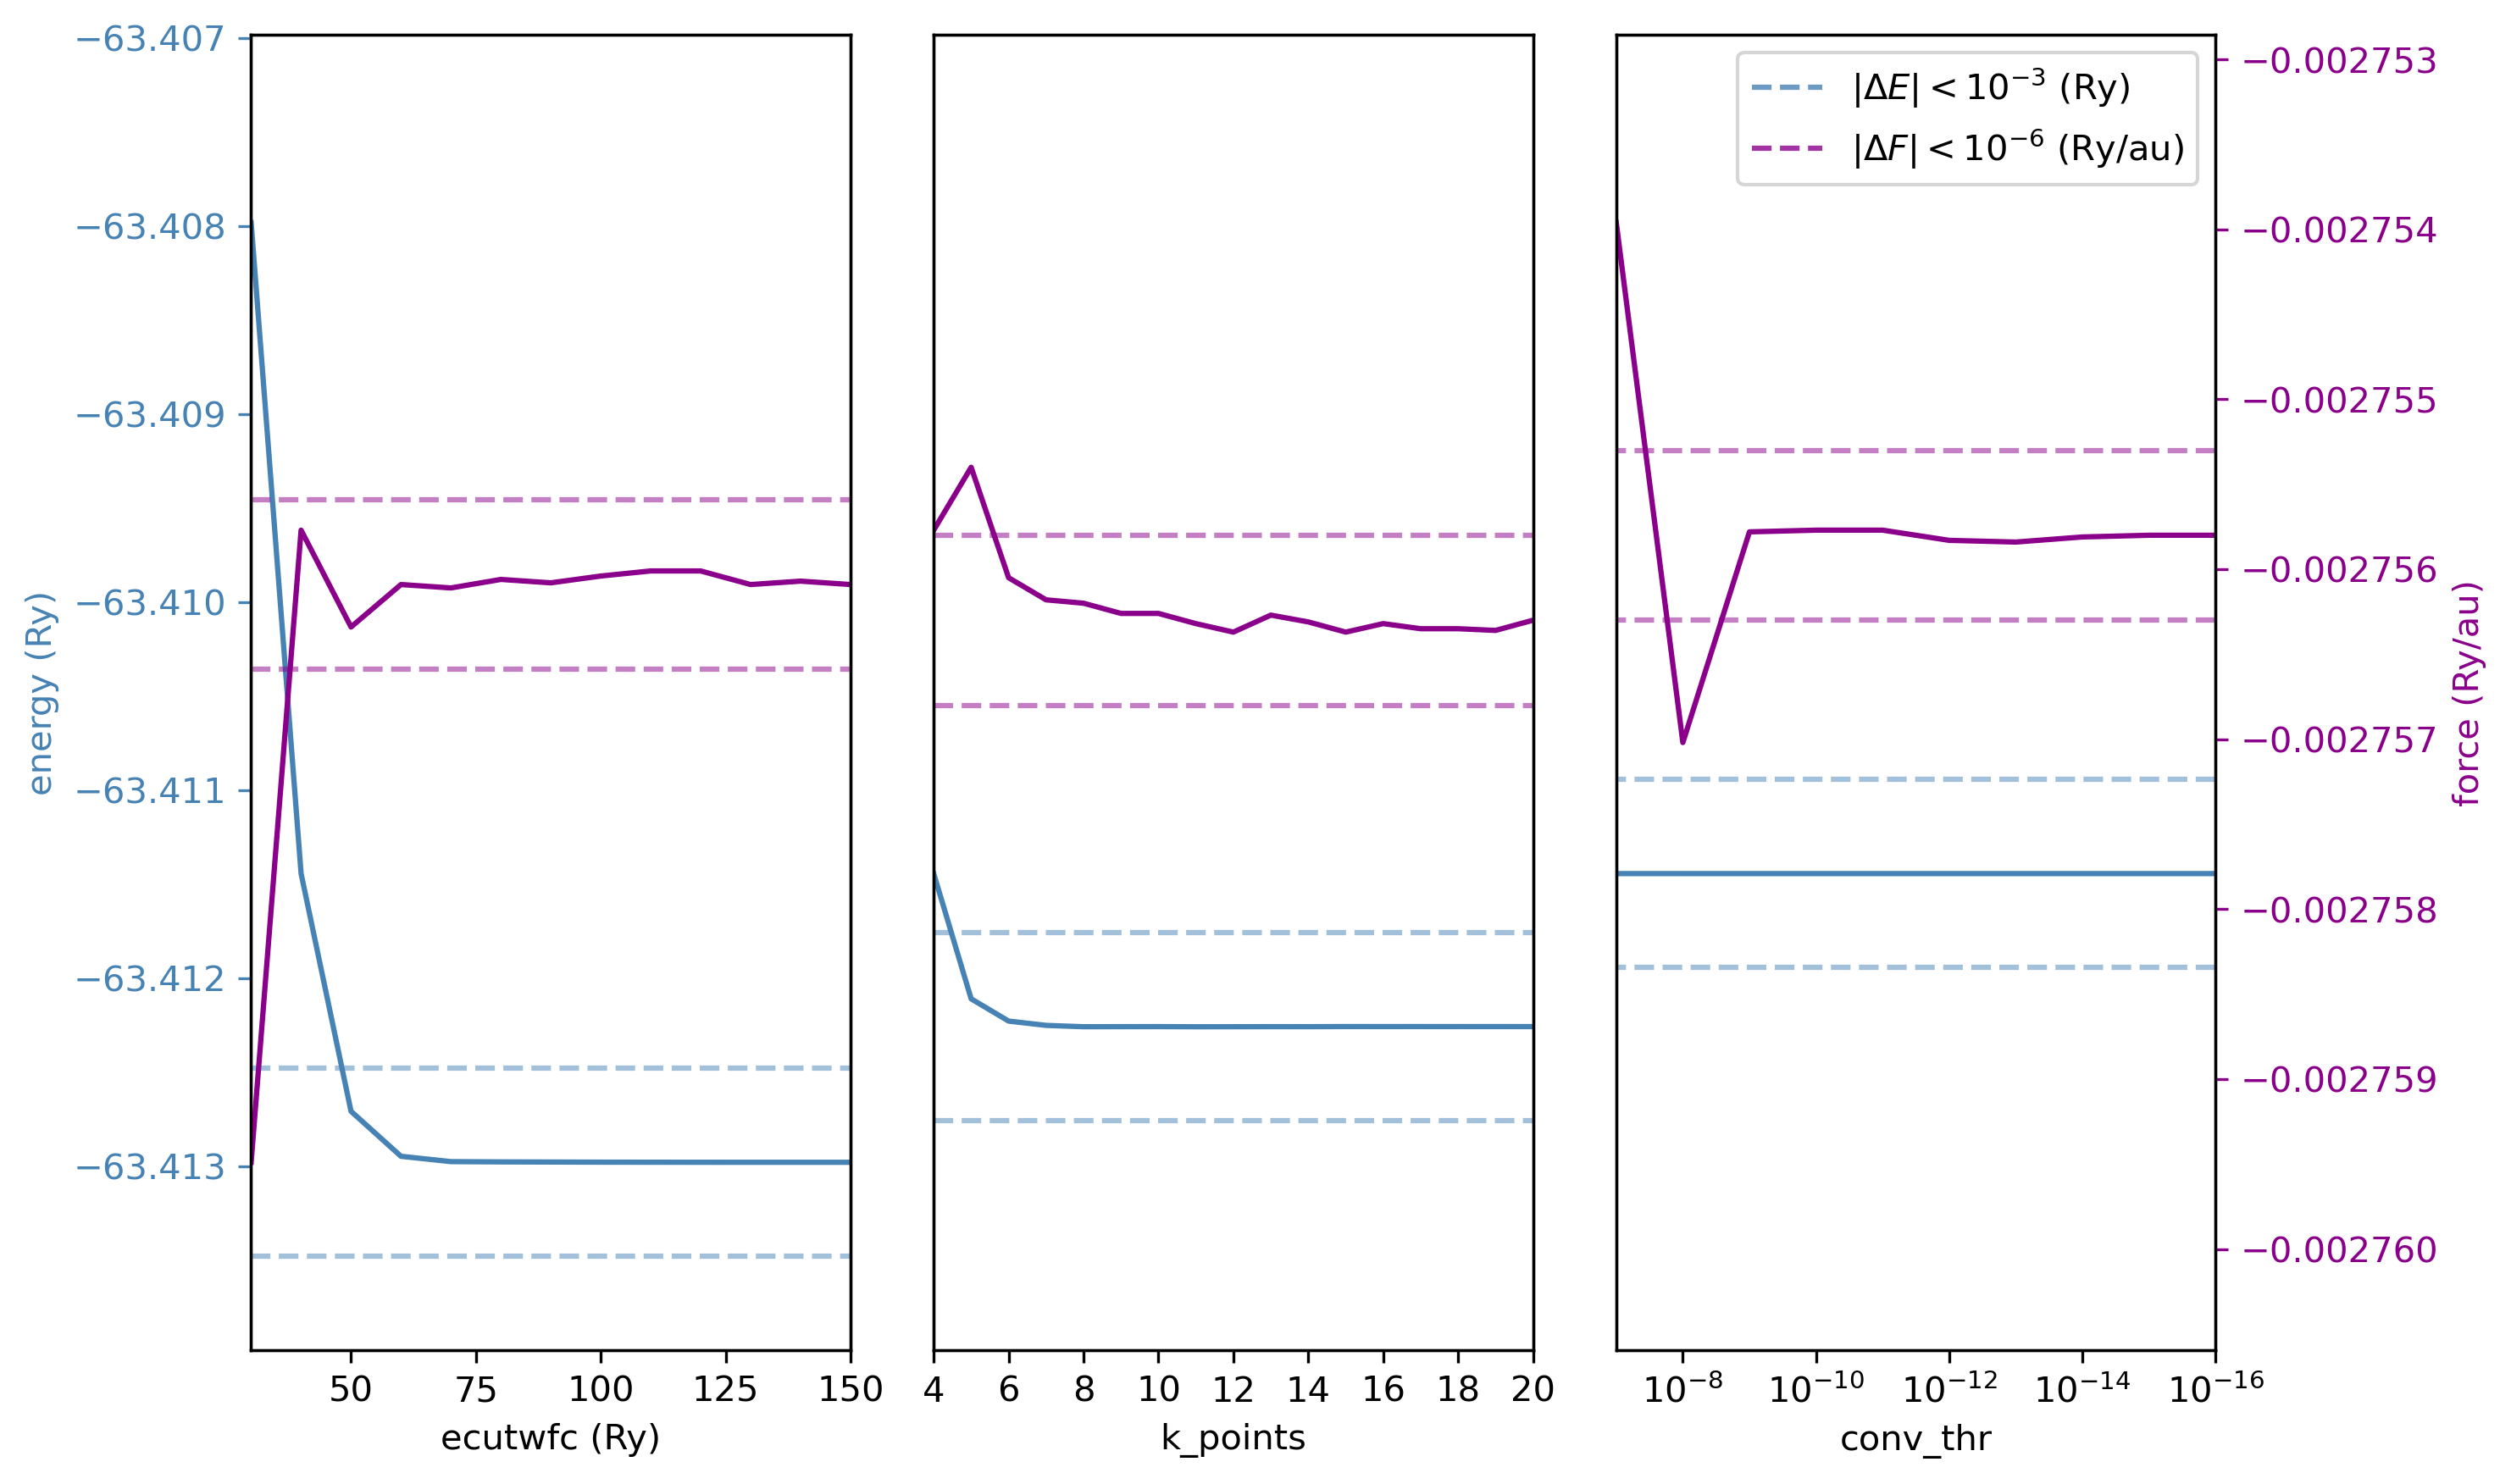 −63.407
−63.408
−63.409
−63.410
−63.411
−63.412
−63.413
energy (Ry)
50 75 100 125 150
ecutwfc (Ry)
4 6 8 10 12 14 16 18 20
k_points
|ΔE| < 10⁻³ (Ry)
|ΔF| < 10⁻⁶ (Ry/au)
10⁻⁸ 10⁻¹⁰ 10⁻¹² 10⁻¹⁴ 10⁻¹⁶
conv_thr
−0.002753
−0.002754
−0.002755
−0.002756
−0.002757
−0.002758
−0.002759
−0.002760
force (Ry/au)